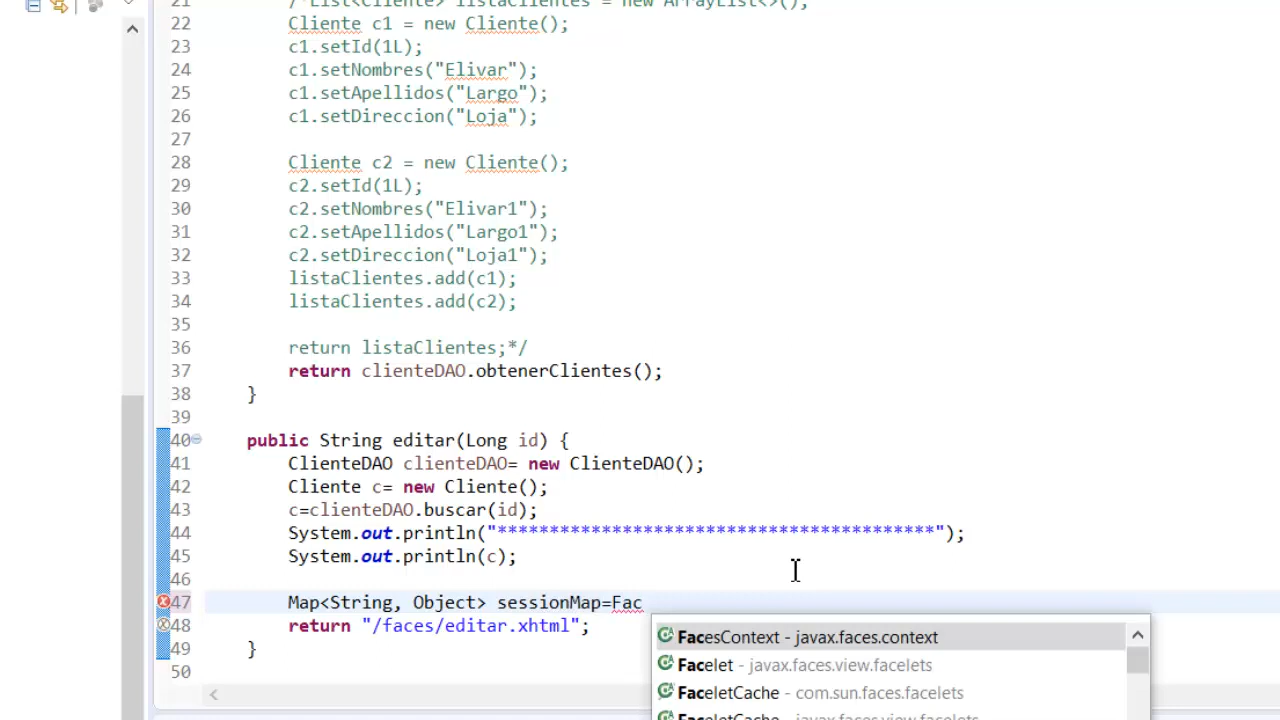 21 /*List<Cliente> listaClientes = new ArrayList<>();
22 Cliente c1 = new Cliente();
23 c1.setId(1L);
24 c1.setNombres("Elivar");
25 c1.setApellidos("Largo");
26 c1.setDireccion("Loja");
27
28 Cliente c2 = new Cliente();
29 c2.setId(1L);
30 c2.setNombres("Elivar1");
31 c2.setApellidos("Largo1");
32 c2.setDireccion("Loja1");
33 listaClientes.add(c1);
34 listaClientes.add(c2);
35
36 return listaClientes;*/
37 return clienteDAO.obtenerClientes();
38 }
39
40 public String editar(Long id) {
41 ClienteDAO clienteDAO= new ClienteDAO();
42 Cliente c= new Cliente();
43 c=clienteDAO.buscar(id);
44 System.out.println("******************************************");
45 System.out.println(c);
46
47 Map<String, Object> sessionMap=Fac
48 return "/faces/editar.xhtml";
49 }
50
FacesContext - javax.faces.context
Facelet - javax.faces.view.facelets
FaceletCache - com.sun.faces.facelets
FaceletCache - javax.faces.view.facelets